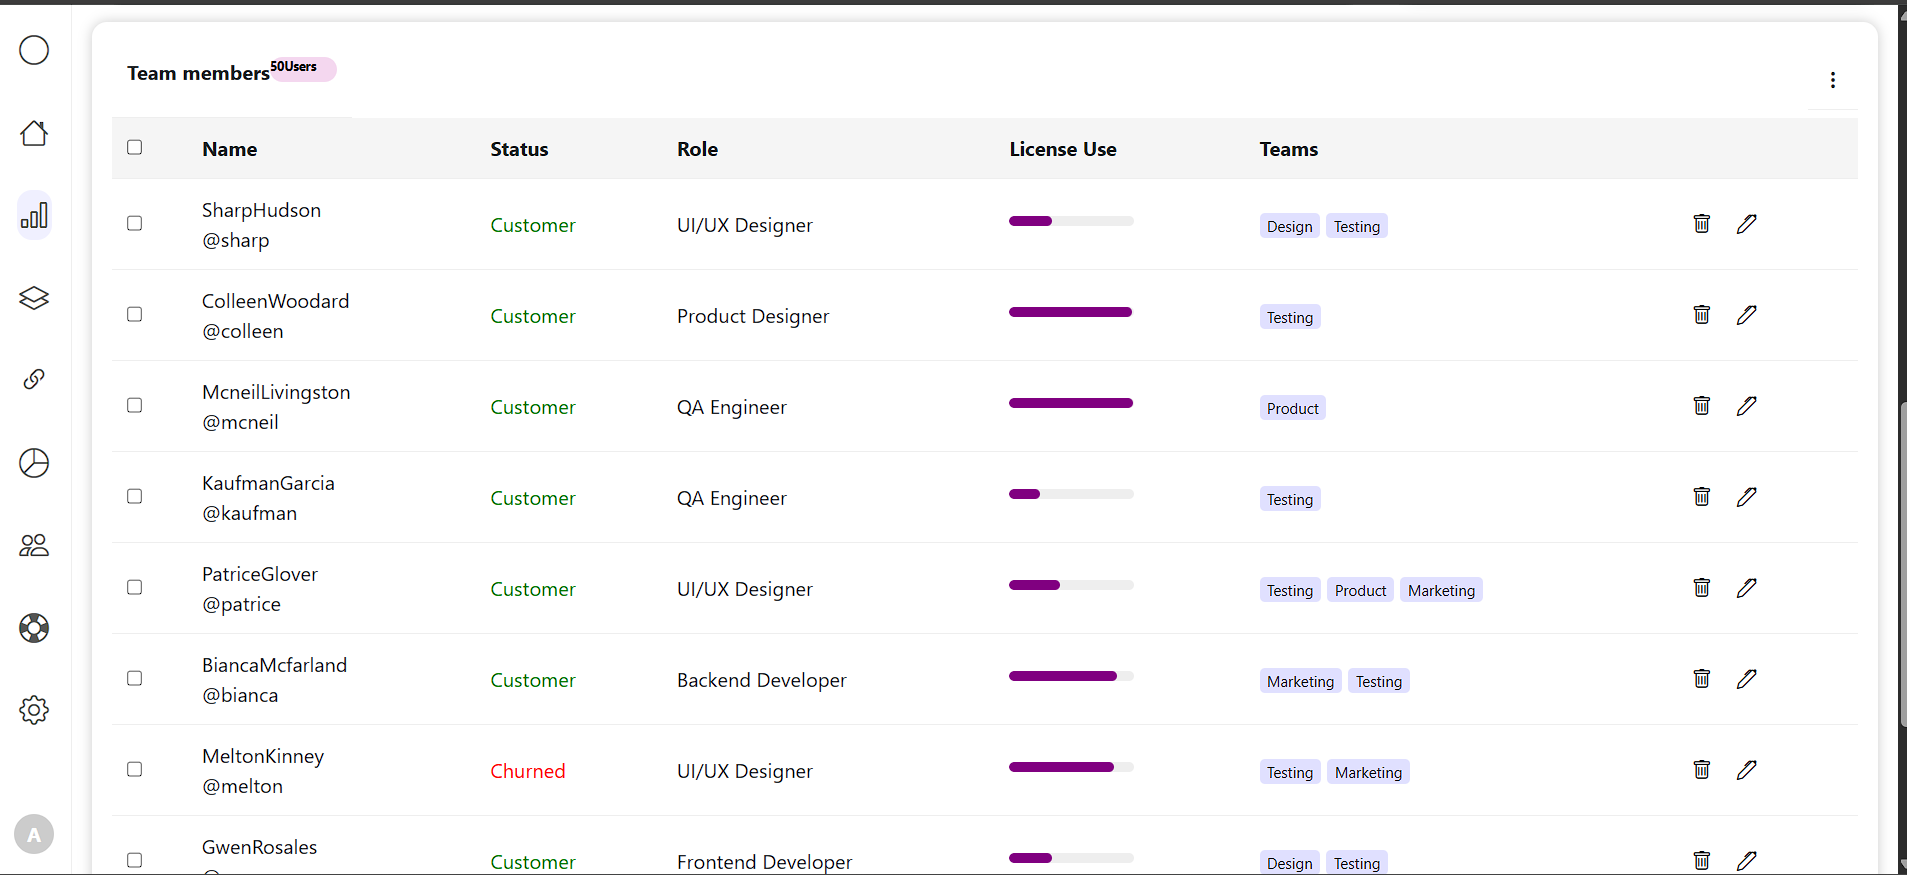 Team members 50Users
Name Status Role License Use Teams
SharpHudson
@sharp
Customer UI/UX Designer Design Testing
ColleenWoodard
@colleen
Customer Product Designer Testing
McneilLivingston
@mcneil
Customer QA Engineer Product
KaufmanGarcia
@kaufman
Customer QA Engineer Testing
PatriceGlover
@patrice
Customer UI/UX Designer Testing Product Marketing
BiancaMcfarland
@bianca
Customer Backend Developer Marketing Testing
MeltonKinney
@melton
Churned UI/UX Designer Testing Marketing
GwenRosales
Customer Frontend Developer Design Testing
A